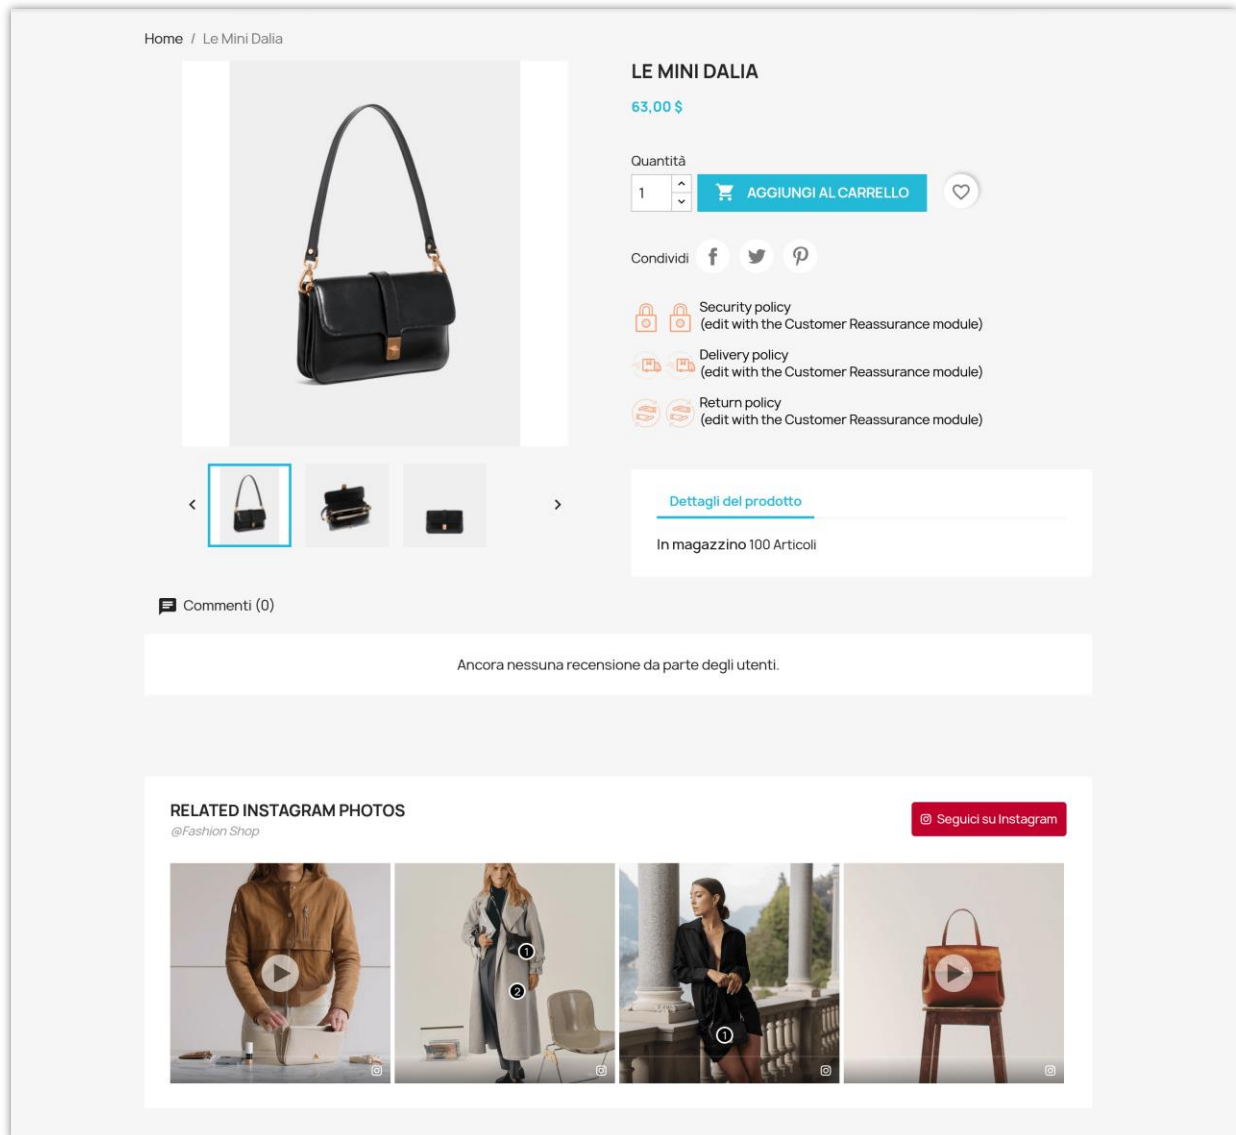 Home / Le Mini Dalia
LE MINI DALIA
63,00 $
Quantità
1
AGGIUNGI AL CARRELLO
Condividi
Security policy
(edit with the Customer Reassurance module)
Delivery policy
(edit with the Customer Reassurance module)
Return policy
(edit with the Customer Reassurance module)
Dettagli del prodotto
In magazzino 100 Articoli
Commenti (0)
Ancora nessuna recensione da parte degli utenti.
RELATED INSTAGRAM PHOTOS
@Fashion Shop
Seguici su Instagram
1
2
1